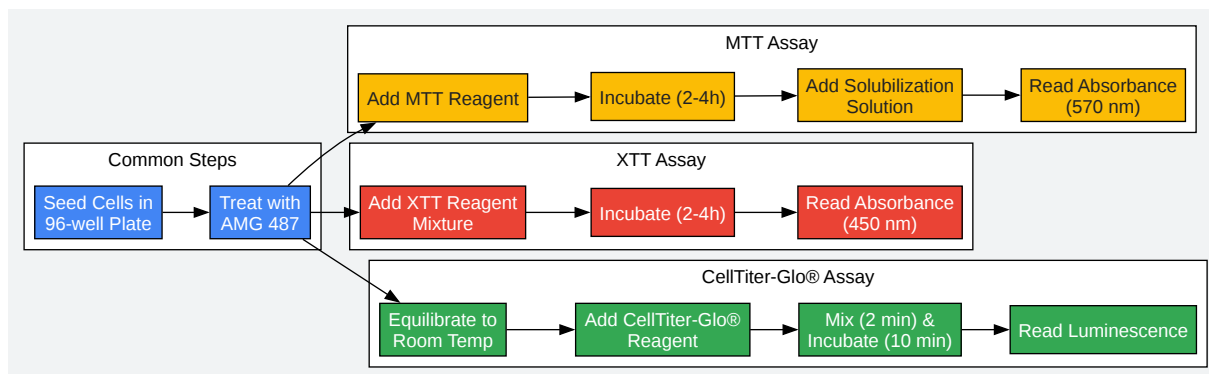 MTT Assay
Add MTT Reagent
Incubate (2-4h)
Add Solubilization
Solution
Read Absorbance
(570 nm)
Common Steps
Seed Cells in
96-well Plate
Treat with
AMG 487
XTT Assay
Add XTT Reagent
Mixture
Incubate (2-4h)
Read Absorbance
(450 nm)
CellTiter-Glo® Assay
Equilibrate to
Room Temp
Add CellTiter-Glo®
Reagent
Mix (2 min) &
Incubate (10 min)
Read Luminescence